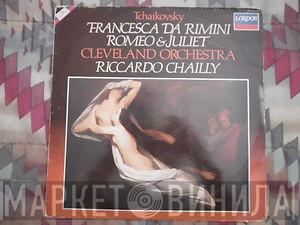 LONDON
Tchaikovsky
FRANCESCA DA RIMINI
ROMEO & JULIET
CLEVELAND ORCHESTRA
RICCARDO CHAILLY
МАРКЕТ ВИНИЛА